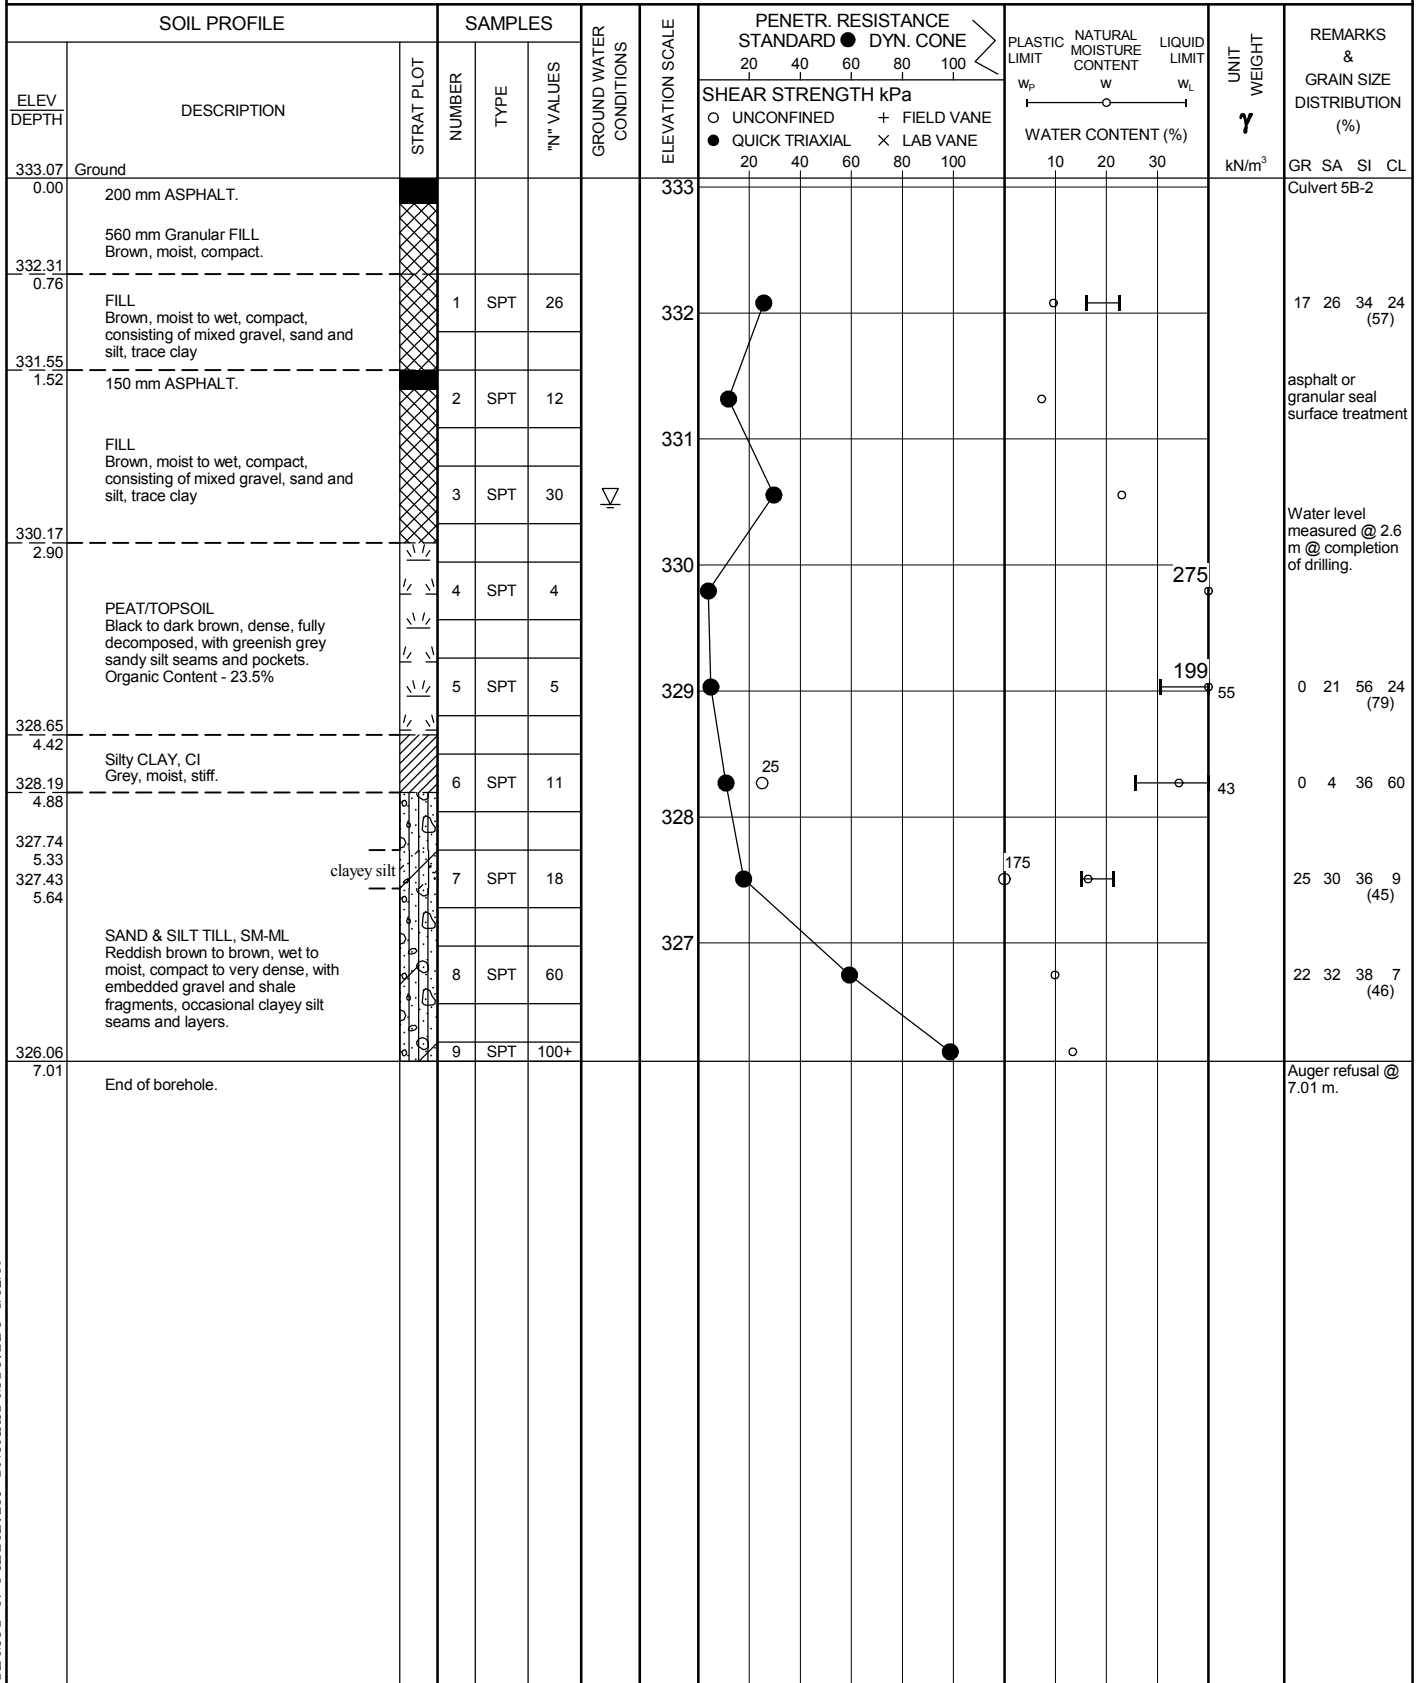 SOIL PROFILE
SAMPLES
GROUND WATER CONDITIONS
ELEVATION SCALE
PENETR. RESISTANCE
STANDARD ● DYN. CONE
20 40 60 80 100
SHEAR STRENGTH kPa
○ UNCONFINED + FIELD VANE
● QUICK TRIAXIAL × LAB VANE
20 40 60 80 100
PLASTIC LIMIT
NATURAL MOISTURE CONTENT
LIQUID LIMIT
WP W WL
WATER CONTENT (%)
10 20 30
UNIT WEIGHT
γ
kN/m³
REMARKS
&
GRAIN SIZE
DISTRIBUTION
(%)
GR SA SI CL
ELEV
DEPTH
DESCRIPTION
STRAT PLOT
NUMBER
TYPE
"N" VALUES
333.07 Ground
0.00
200 mm ASPHALT.
333
Culvert 5B-2
560 mm Granular FILL
Brown, moist, compact.
332.31
0.76
FILL
Brown, moist to wet, compact,
consisting of mixed gravel, sand and
silt, trace clay
1 SPT 26
332
17 26 34 24
(57)
331.55
1.52
150 mm ASPHALT.
2 SPT 12
asphalt or
granular seal
surface treatment
331
FILL
Brown, moist to wet, compact,
consisting of mixed gravel, sand and
silt, trace clay
3 SPT 30
Water level
measured @ 2.6
m @ completion
of drilling.
330.17
2.90
330
275
4 SPT 4
PEAT/TOPSOIL
Black to dark brown, dense, fully
decomposed, with greenish grey
sandy silt seams and pockets.
Organic Content - 23.5%
199
5 SPT 5
329
55
0 21 56 24
(79)
328.65
4.42
Silty CLAY, CI
Grey, moist, stiff.
25
6 SPT 11
43
0 4 36 60
328.19
4.88
328
327.74
5.33
327.43
5.64
clayey silt
175
7 SPT 18
25 30 36 9
(45)
327
SAND & SILT TILL, SM-ML
Reddish brown to brown, wet to
moist, compact to very dense, with
embedded gravel and shale
fragments, occasional clayey silt
seams and layers.
8 SPT 60
22 32 38 7
(46)
326.06
7.01
9 SPT 100+
End of borehole.
Auger refusal @
7.01 m.